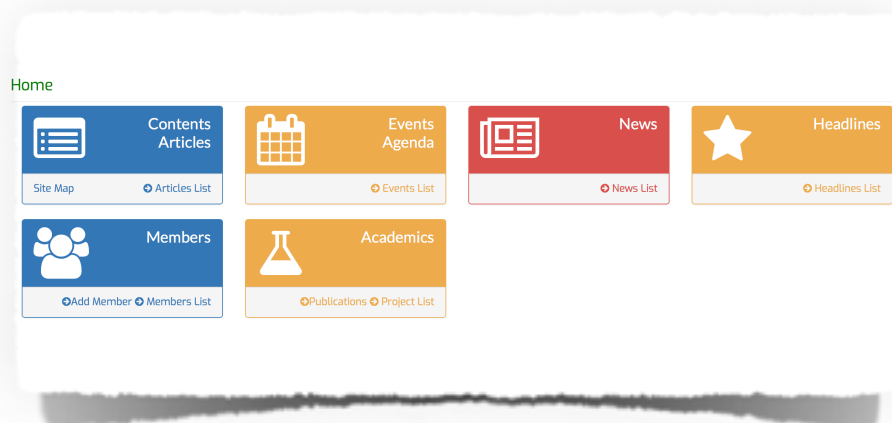 Home
Contents
Articles
Site Map
Articles List
Events
Agenda
Events List
News
News List
Headlines
Headlines List
Members
Add Member Members List
Academics
Publications Project List